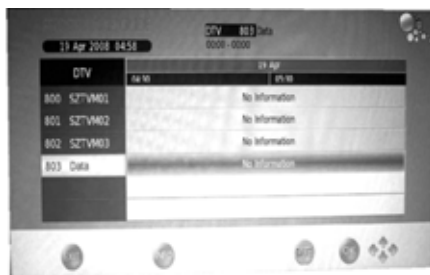 DTV 803 Data
19 Apr 2008 04:58
0000 - 0000
DTV
19 Apr
04:30
05:30
800 SZTVM01
No Information
801 SZTVM02
No Information
802 SZTVM03
No Information
803 Data
No Information